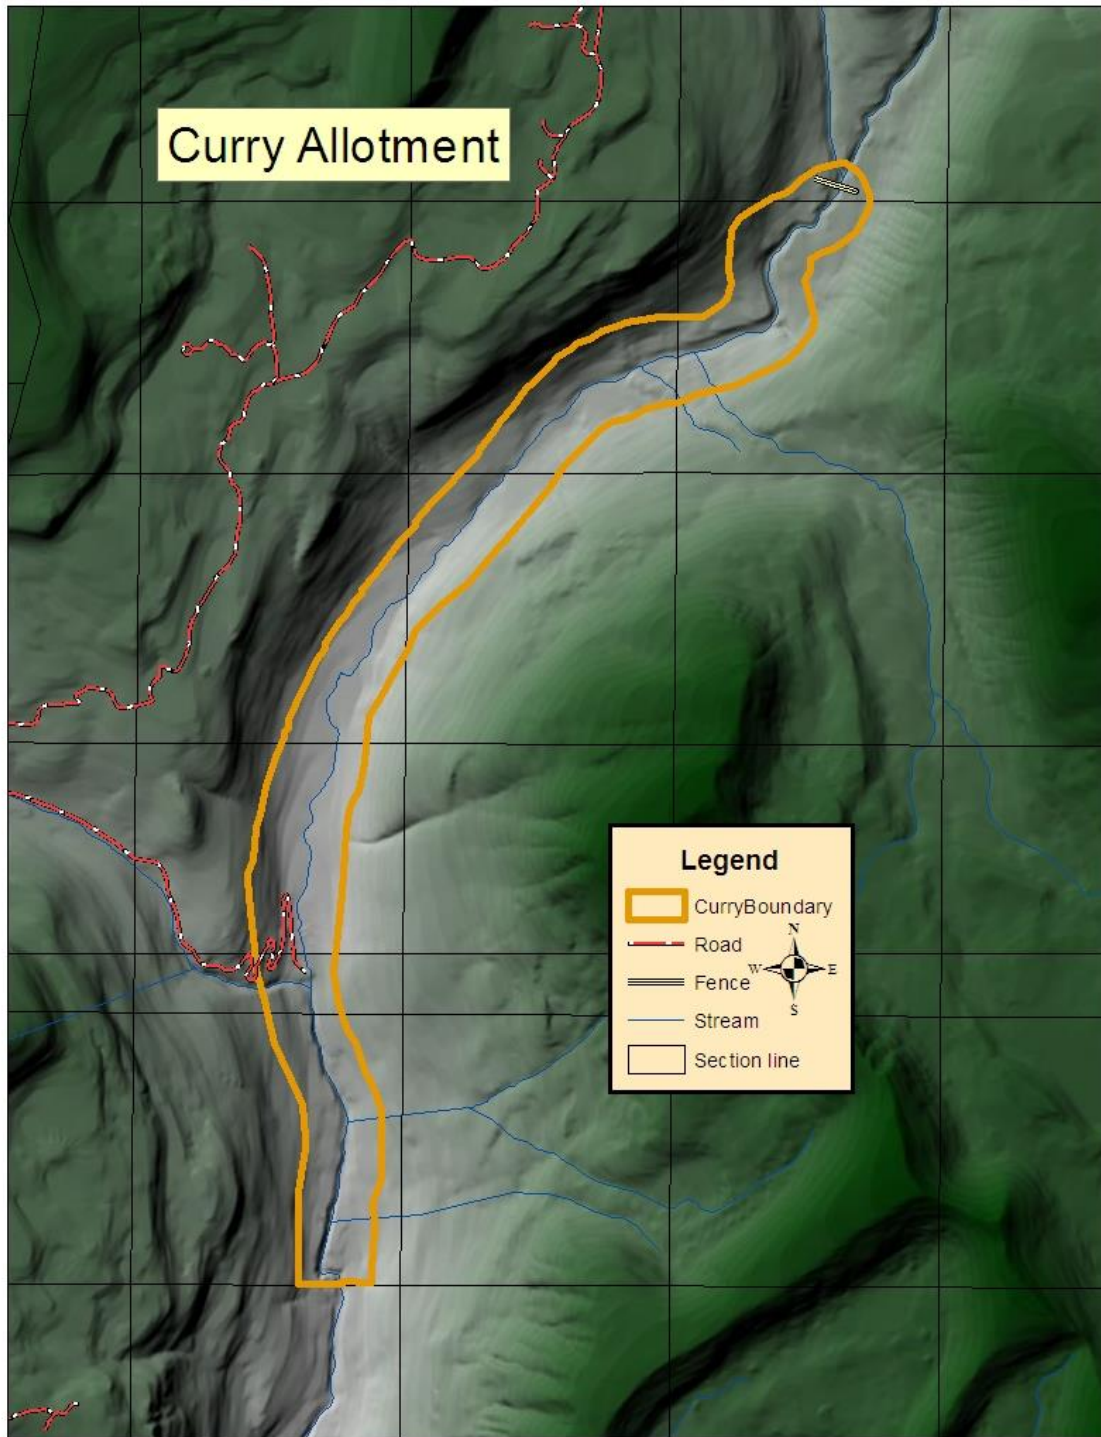 Curry Allotment
Legend
CurryBoundary
Road
Fence
Stream
Section line
N
W E
S